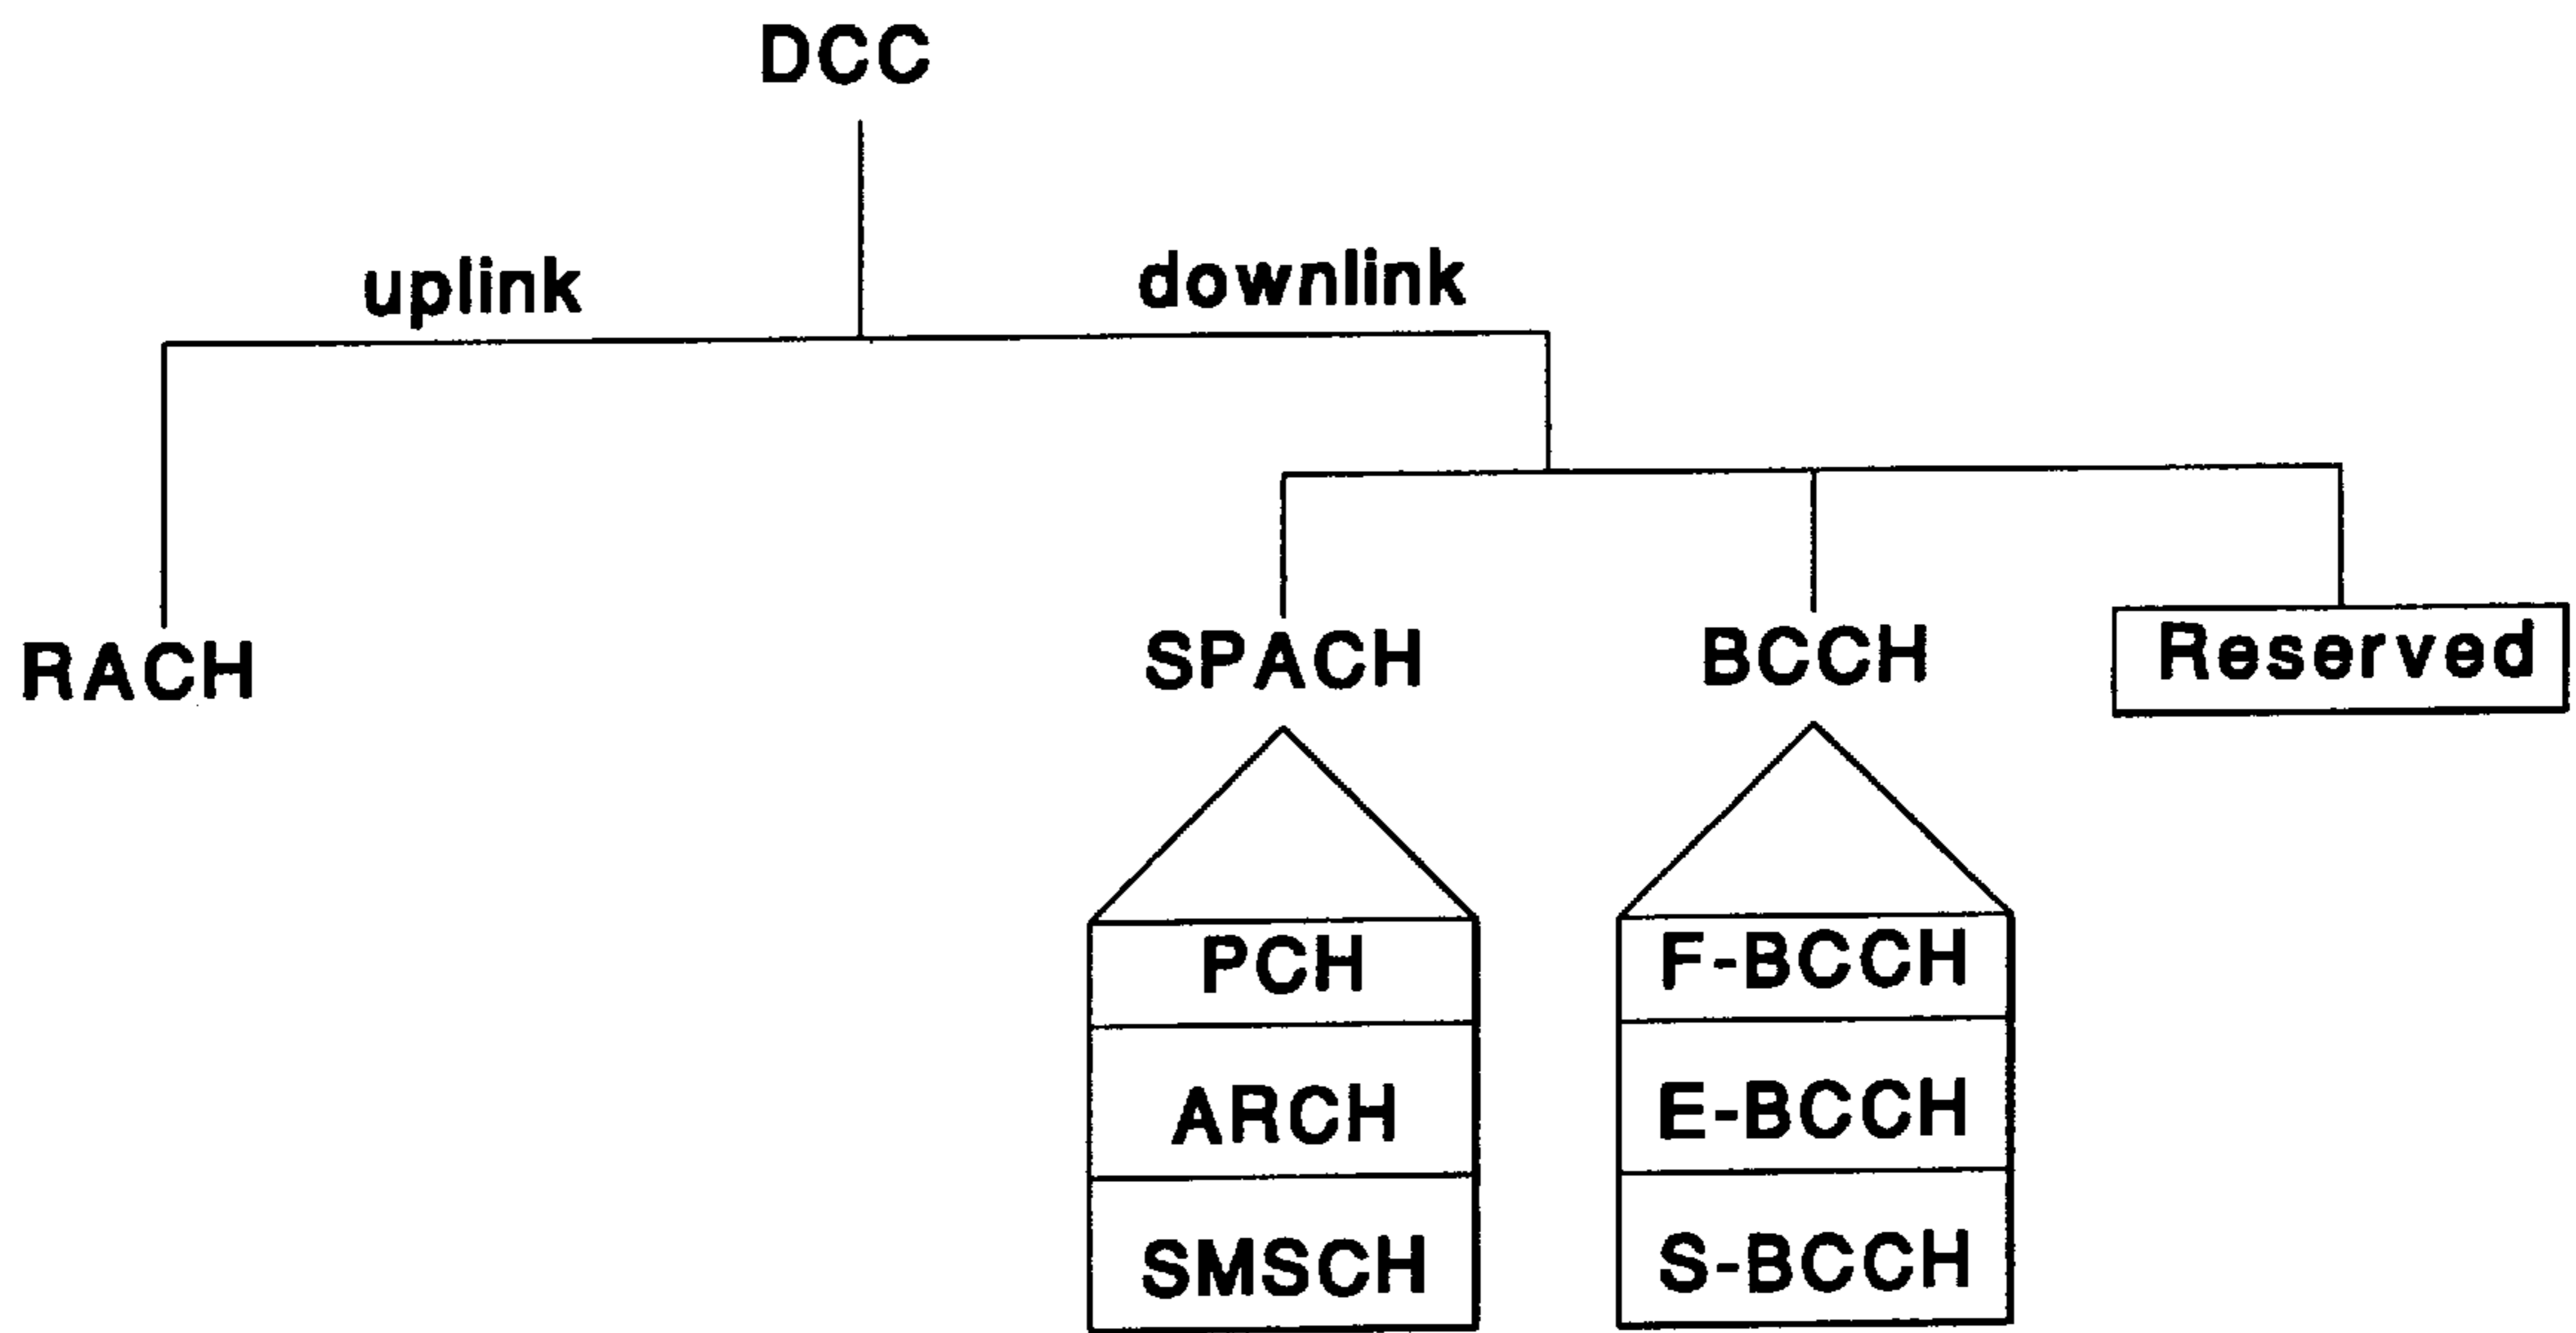 DCC
uplink
downlink
RACH
SPACH
BCCH
Reserved
PCH
ARCH
SMSCH
F-BCCH
E-BCCH
S-BCCH